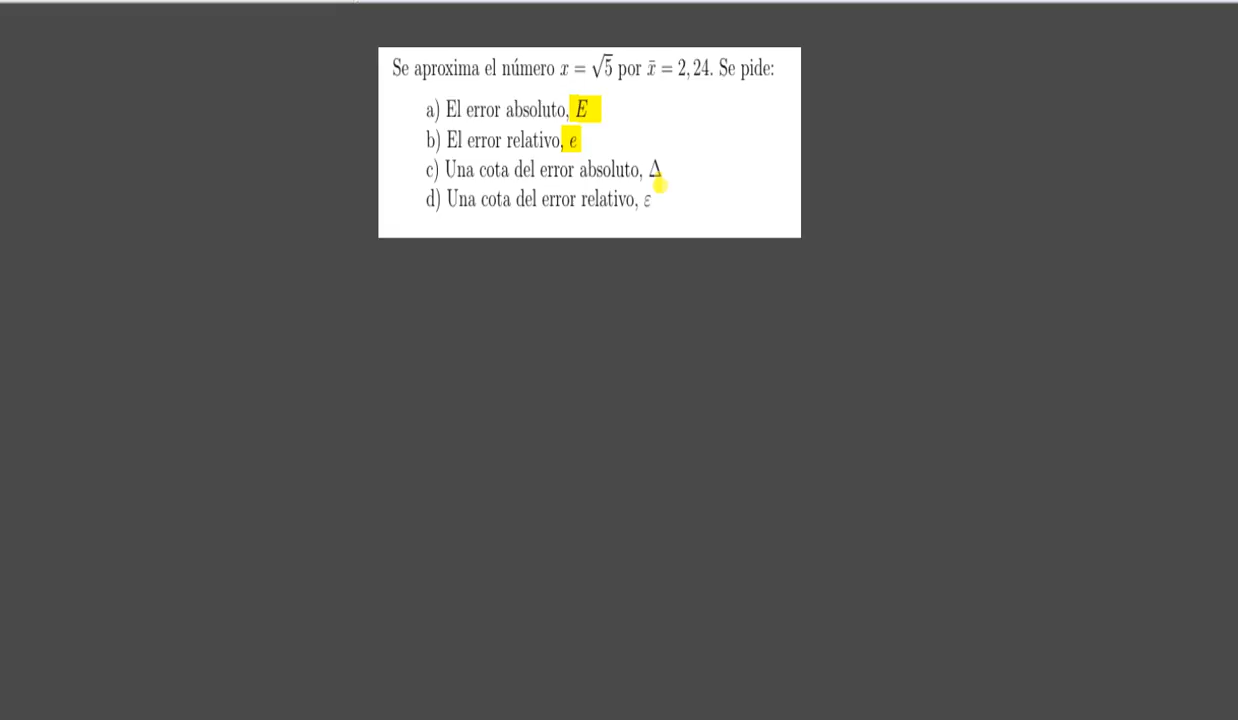 Se aproxima el número x = √5 por x̄ = 2, 24. Se pide:
a) El error absoluto, E
b) El error relativo, e
c) Una cota del error absoluto, Δ
d) Una cota del error relativo, ε